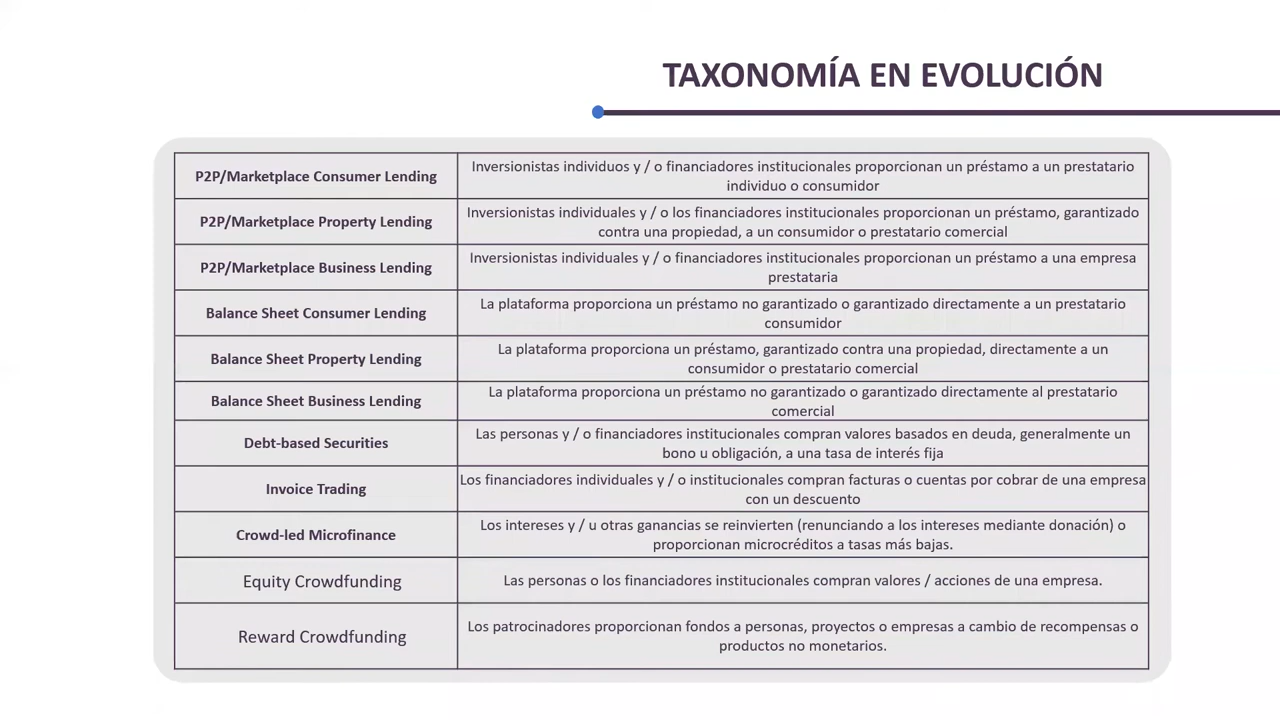 TAXONOMÍA EN EVOLUCIÓN
P2P/Marketplace Consumer Lending
Inversionistas individuos y / o financiadores institucionales proporcionan un préstamo a un prestatario
individuo o consumidor
P2P/Marketplace Property Lending
Inversionistas individuales y / o los financiadores institucionales proporcionan un préstamo, garantizado
contra una propiedad, a un consumidor o prestatario comercial
P2P/Marketplace Business Lending
Inversionistas individuales y / o financiadores institucionales proporcionan un préstamo a una empresa
prestataria
Balance Sheet Consumer Lending
La plataforma proporciona un préstamo no garantizado o garantizado directamente a un prestatario
consumidor
Balance Sheet Property Lending
La plataforma proporciona un préstamo, garantizado contra una propiedad, directamente a un
consumidor o prestatario comercial
Balance Sheet Business Lending
La plataforma proporciona un préstamo no garantizado o garantizado directamente al prestatario
comercial
Debt-based Securities
Las personas y / o financiadores institucionales compran valores basados en deuda, generalmente un
bono u obligación, a una tasa de interés fija
Invoice Trading
Los financiadores individuales y / o institucionales compran facturas o cuentas por cobrar de una empresa
con un descuento
Crowd-led Microfinance
Los intereses y / u otras ganancias se reinvierten (renunciando a los intereses mediante donación) o
proporcionan microcréditos a tasas más bajas.
Equity Crowdfunding
Las personas o los financiadores institucionales compran valores / acciones de una empresa.
Reward Crowdfunding
Los patrocinadores proporcionan fondos a personas, proyectos o empresas a cambio de recompensas o
productos no monetarios.